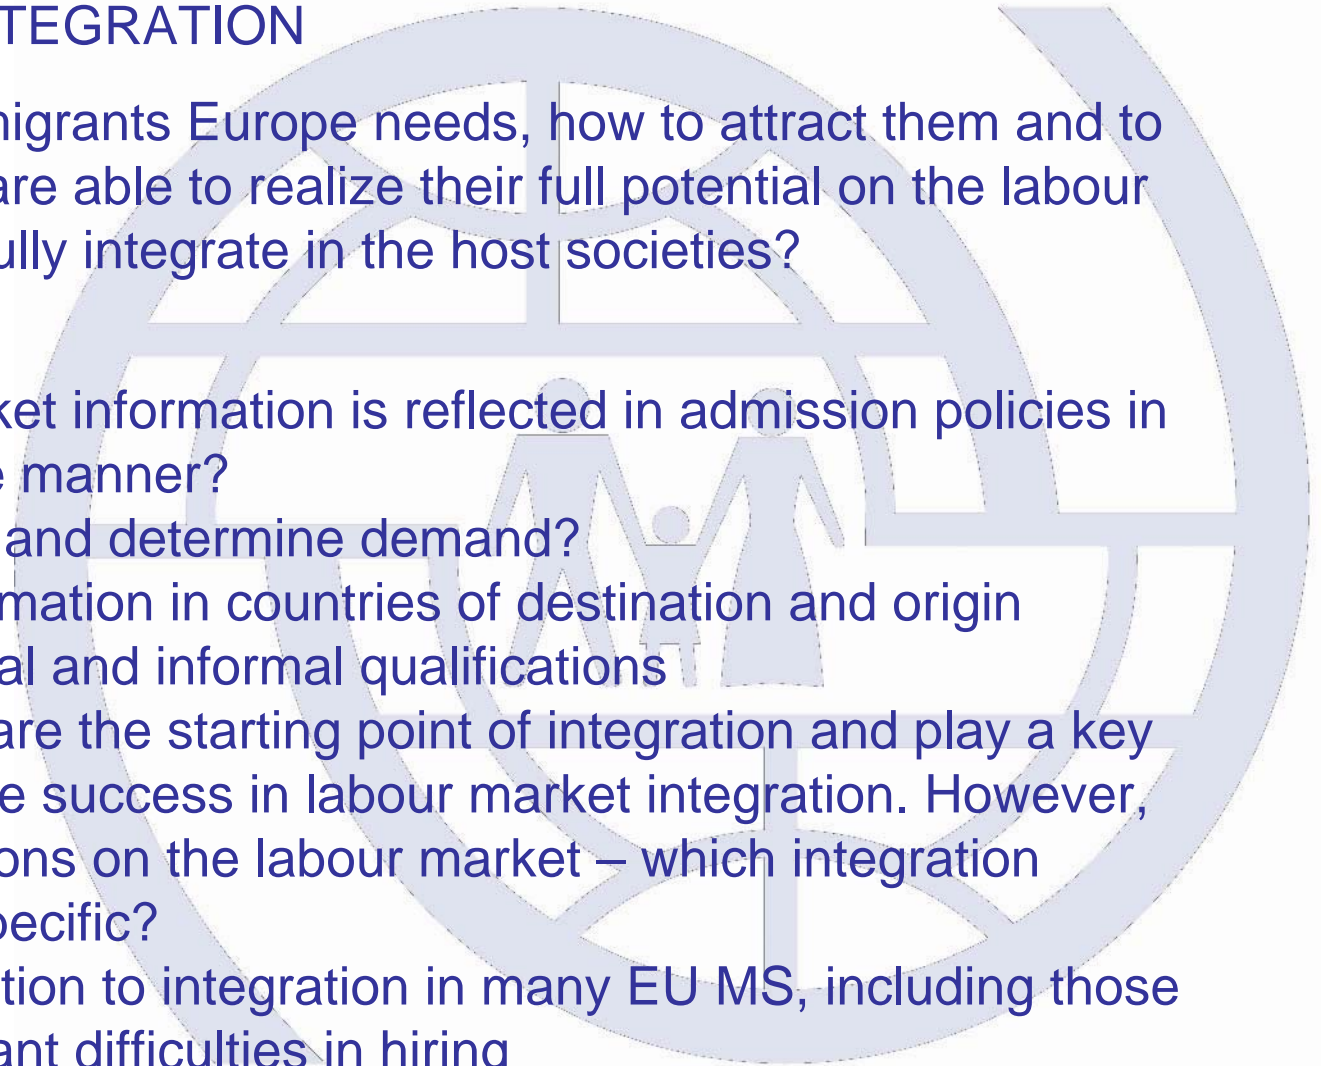 TEGRATION
nigrants Europe needs, how to attract them and to
are able to realize their full potential on the labour
ully integrate in the host societies?
ket information is reflected in admission policies in
e manner?
and determine demand?
rmation in countries of destination and origin
al and informal qualifications
are the starting point of integration and play a key
e success in labour market integration. However,
ons on the labour market – which integration
pecific?
tion to integration in many EU MS, including those
ant difficulties in hiring